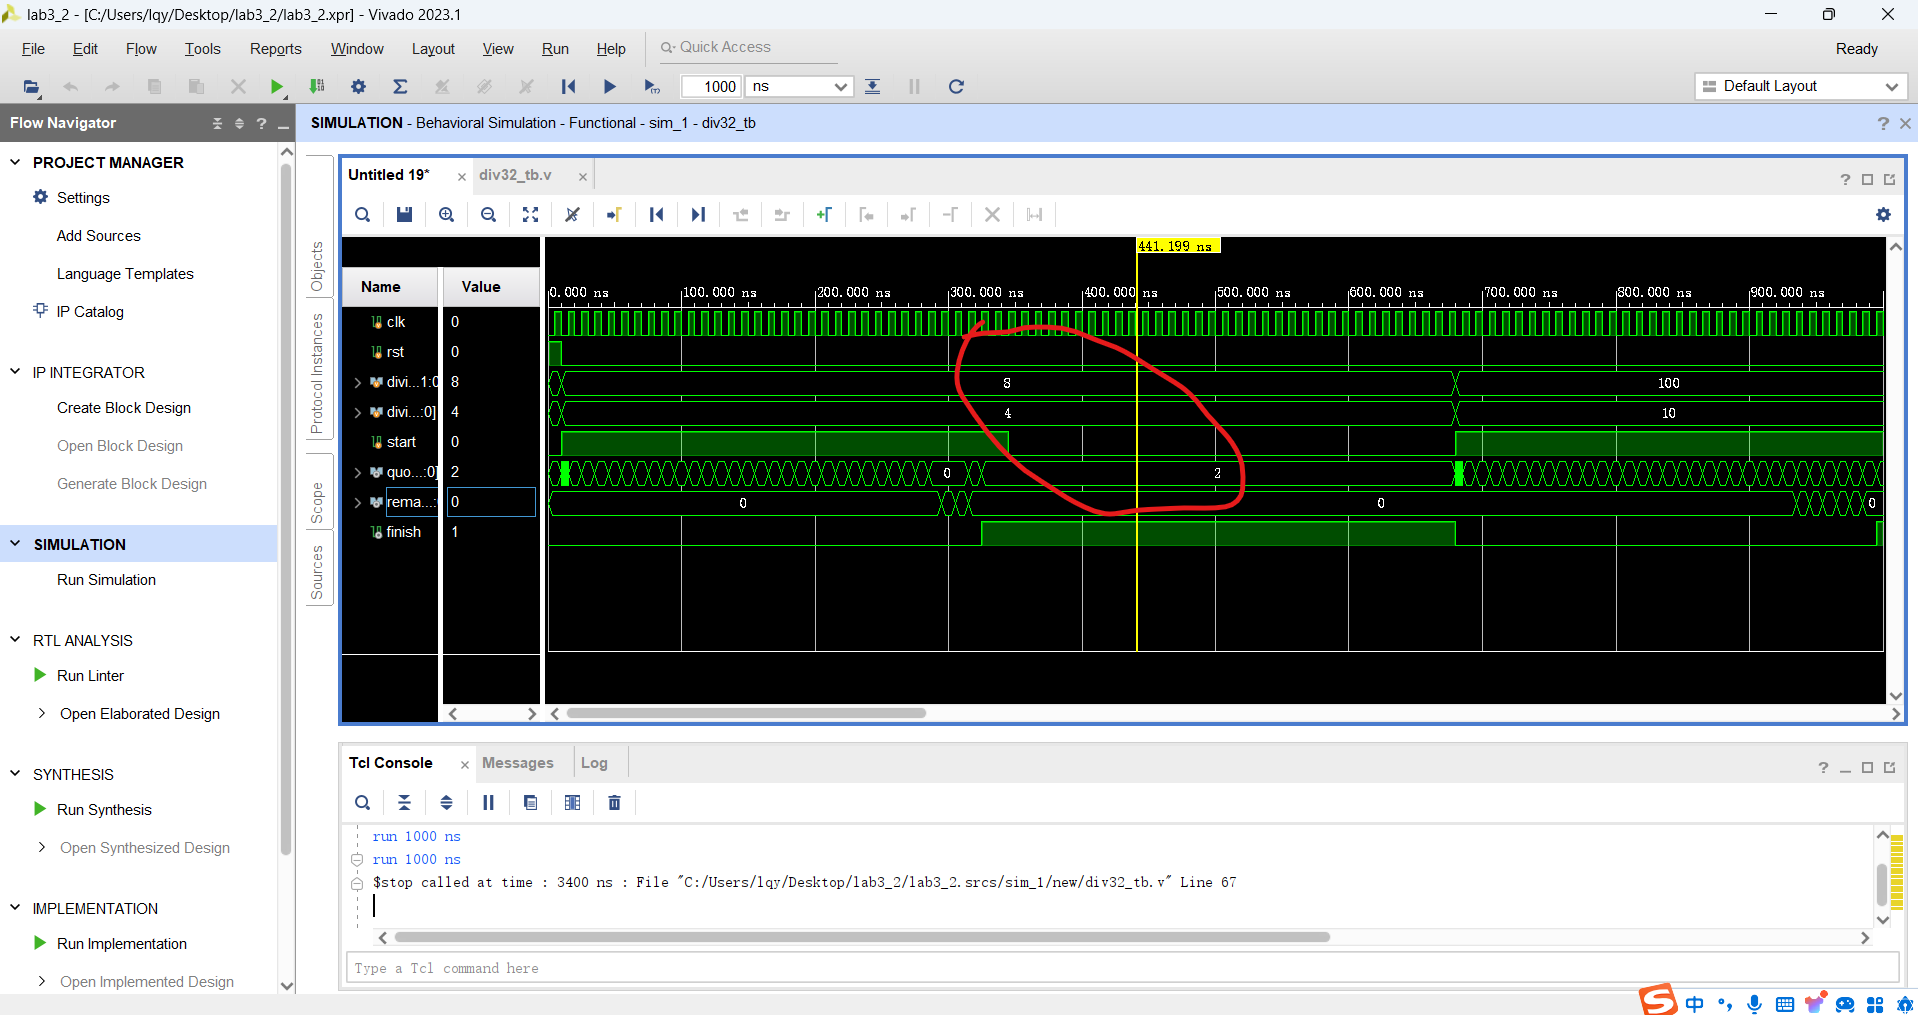 lab3_2 - [C:/Users/lqy/Desktop/lab3_2/lab3_2.xpr] - Vivado 2023.1
File Edit Flow Tools Reports Window Layout View Run Help Quick Access Ready
1000 ns Default Layout
Flow Navigator
SIMULATION - Behavioral Simulation - Functional - sim_1 - div32_tb
PROJECT MANAGER
Settings
Add Sources
Language Templates
IP Catalog
IP INTEGRATOR
Create Block Design
Open Block Design
Generate Block Design
SIMULATION
Run Simulation
RTL ANALYSIS
Run Linter
Open Elaborated Design
SYNTHESIS
Run Synthesis
Open Synthesized Design
IMPLEMENTATION
Run Implementation
Open Implemented Design
Objects
Protocol Instances
Scope
Sources
Untitled 19* div32_tb.v
441.199 ns
Name Value
0.000 ns 100.000 ns 200.000 ns 300.000 ns 400.000 ns 500.000 ns 600.000 ns 700.000 ns 800.000 ns 900.000 ns
clk 0
rst 0
divi...1:0 8 8 100
divi...:0] 4 4 10
start 0
quo...:0] 2 0 2
rema...: 0 0 0 0
finish 1
Tcl Console Messages Log
run 1000 ns
run 1000 ns
$stop called at time : 3400 ns : File "C:/Users/lqy/Desktop/lab3_2/lab3_2.srcs/sim_1/new/div32_tb.v" Line 67
Type a Tcl command here
中